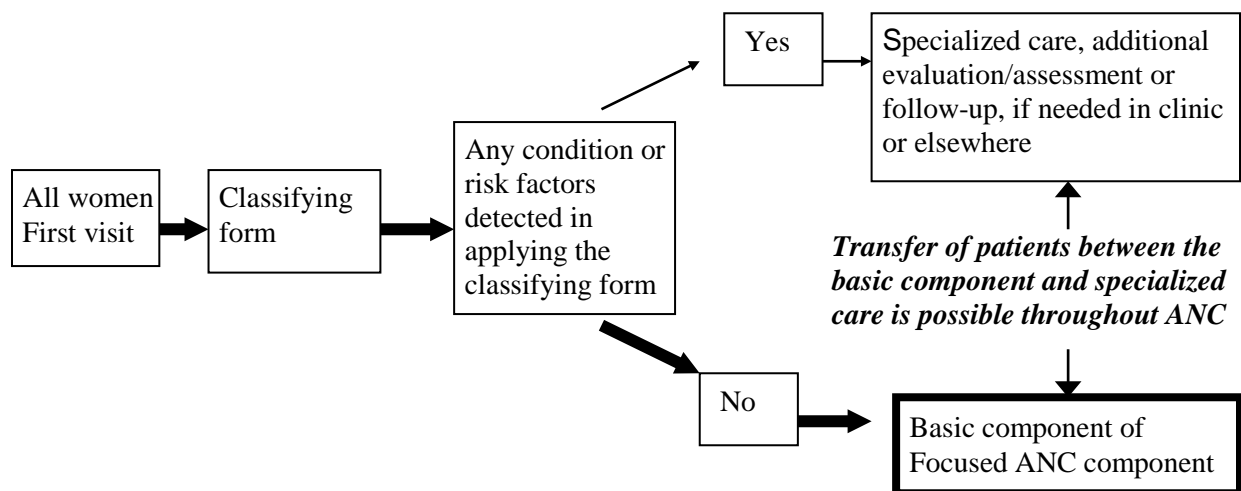 All women
First visit
Classifying
form
Any condition or
risk factors
detected in
applying the
classifying form
Yes
Specialized care, additional
evaluation/assessment or
follow-up, if needed in clinic
or elsewhere
Transfer of patients between the
basic component and specialized
care is possible throughout ANC
No
Basic component of
Focused ANC component